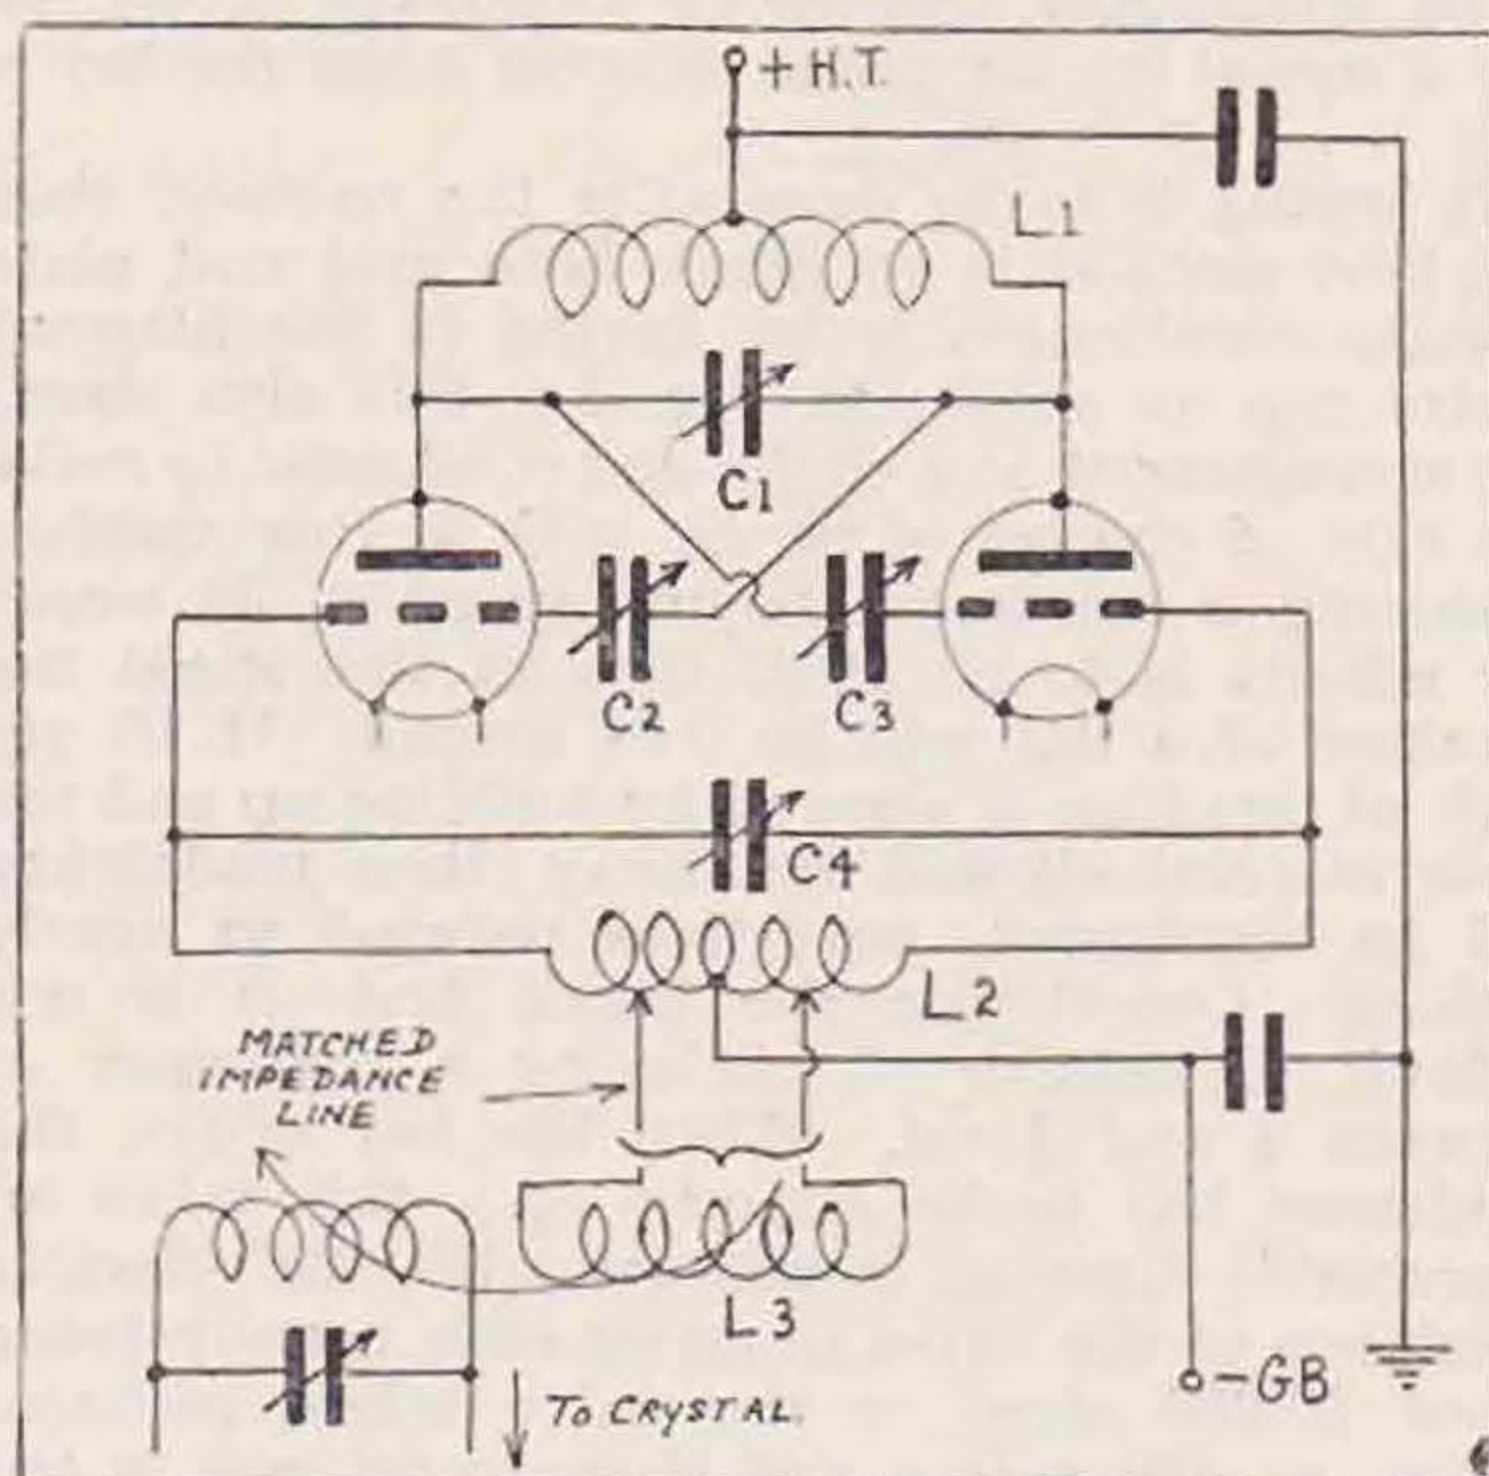 + H.T.
L1
C1
C2
C3
C4
L2
MATCHED
IMPEDANCE
LINE
L3
-GB
To CRYSTAL.